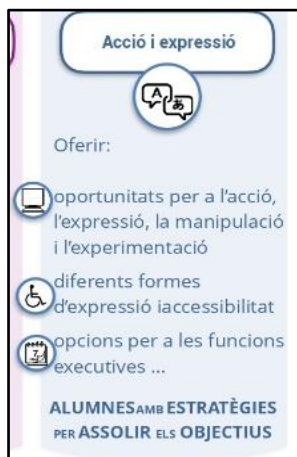 Acció i expressió
Oferir:
oportunitats per a l'acció,
l'expressió, la manipulació
i l'experimentació
diferents formes
d'expressió iaccessibilitat
opcions per a les funcions
executives ...
ALUMNES AMB ESTRATÈGIES
PER ASSOLIR ELS OBJECTIUS